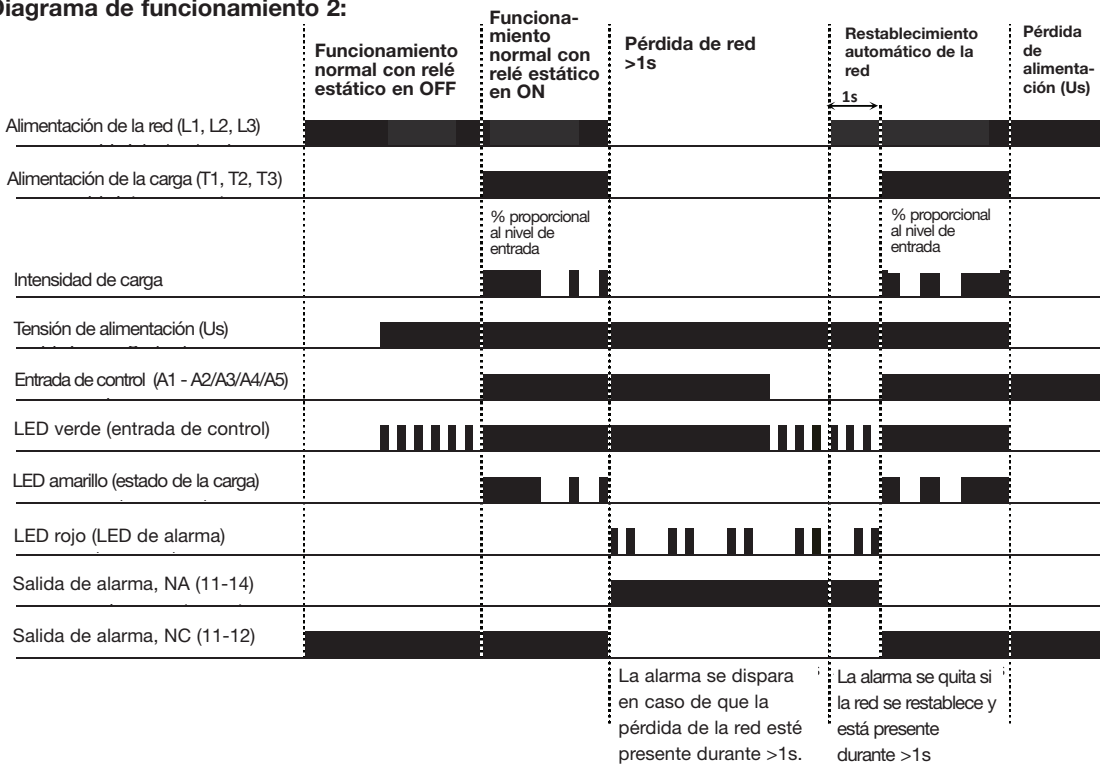 Diagrama de funcionamiento 2:
Funcionamiento
normal con relé
estático en OFF
Funciona-
miento
normal con
relé estático
en ON
Pérdida de red
>1s
Restablecimiento
automático de la
red
1s
Pérdida
de
alimenta-
ción (Us)
Alimentación de la red (L1, L2, L3)
Alimentación de la carga (T1, T2, T3)
% proporcional
al nivel de
entrada
% proporcional
al nivel de
entrada
Intensidad de carga
Tensión de alimentación (Us)
Entrada de control (A1 - A2/A3/A4/A5)
LED verde (entrada de control)
LED amarillo (estado de la carga)
LED rojo (LED de alarma)
Salida de alarma, NA (11-14)
Salida de alarma, NC (11-12)
La alarma se dispara
en caso de que la
pérdida de la red esté
presente durante >1s.
La alarma se quita si
la red se restablece y
está presente
durante >1s